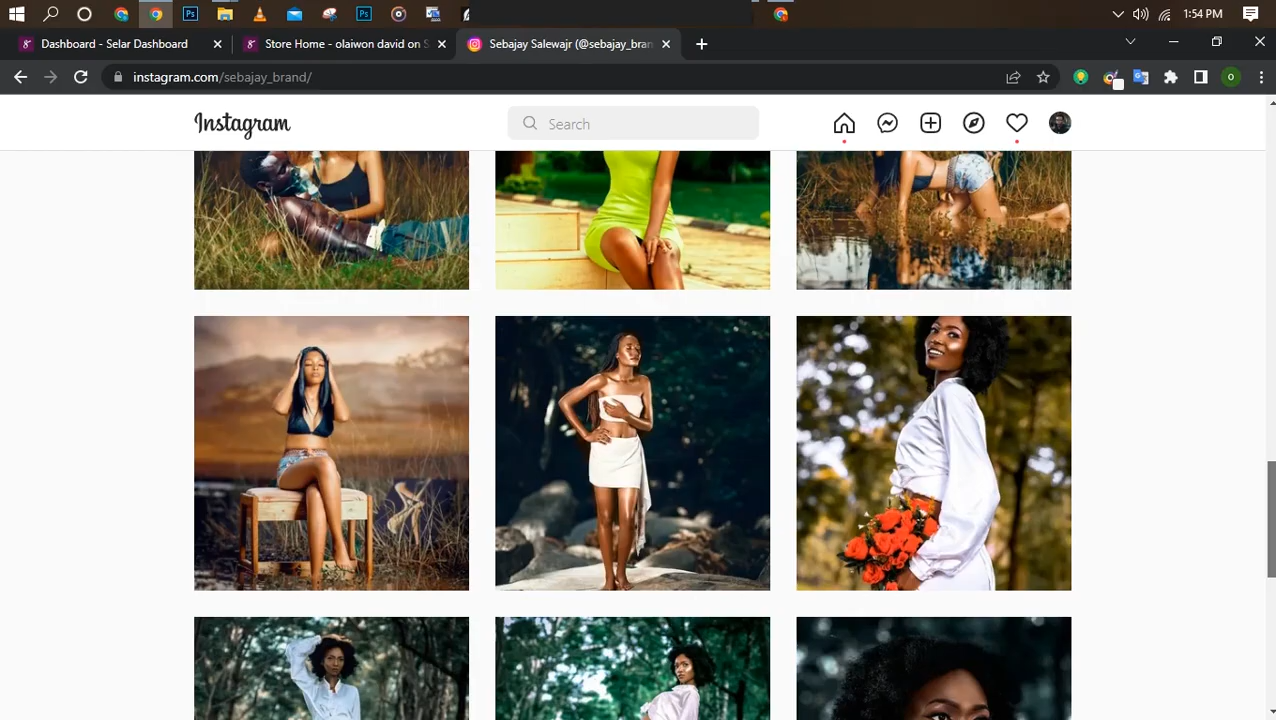 1:54 PM
Dashboard - Selar Dashboard
Store Home - olaiwon david on S
Sebajay Salewajr (@sebajay_bran
instagram.com/sebajay_brand/
Instagram
Search